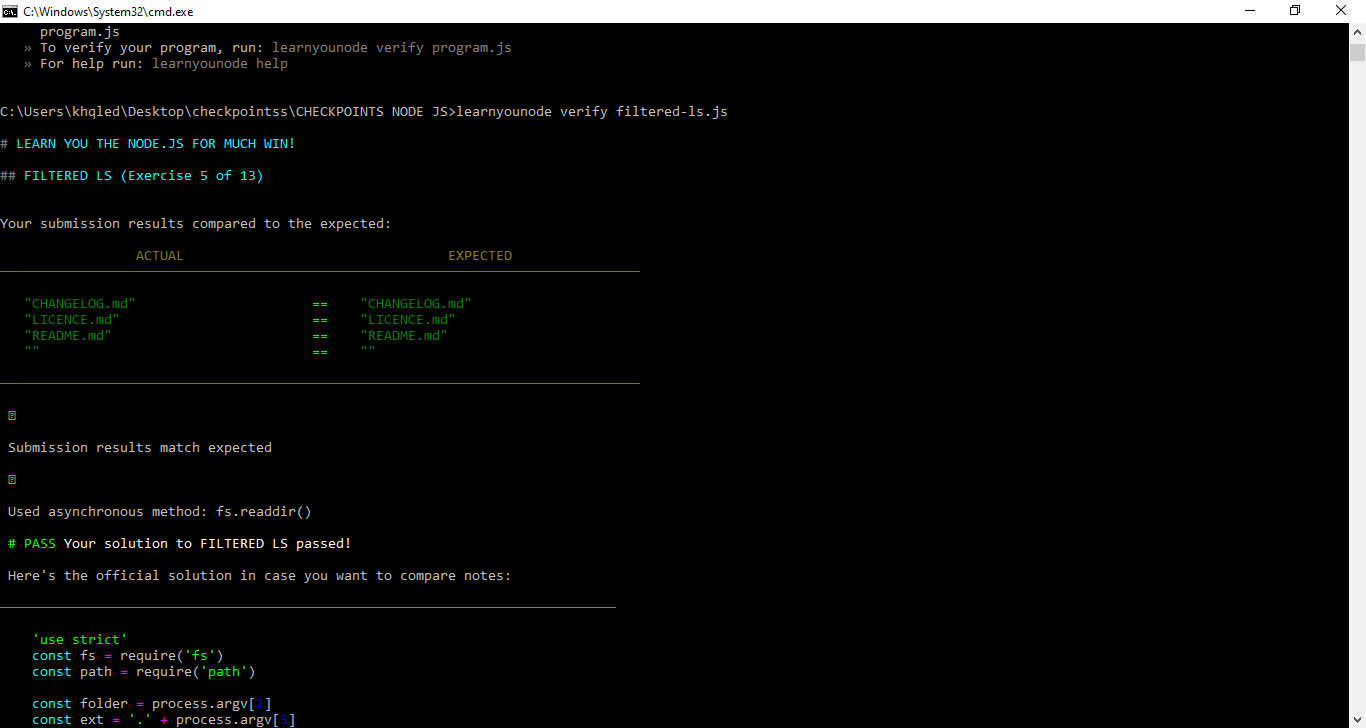 C:\Windows\System32\cmd.exe
program.js
» To verify your program, run: learnyounode verify program.js
» For help run: learnyounode help
C:\Users\khqled\Desktop\checkpointss\CHECKPOINTS NODE JS>learnyounode verify filtered-ls.js
# LEARN YOU THE NODE.JS FOR MUCH WIN!
## FILTERED LS (Exercise 5 of 13)
Your submission results compared to the expected:
ACTUAL EXPECTED
"CHANGELOG.md" == "CHANGELOG.md"
"LICENCE.md" == "LICENCE.md"
"README.md" == "README.md"
"" == ""
Submission results match expected
Used asynchronous method: fs.readdir()
# PASS Your solution to FILTERED LS passed!
Here's the official solution in case you want to compare notes:
'use strict'
const fs = require('fs')
const path = require('path')
const folder = process.argv[2]
const ext = '.' + process.argv[3]